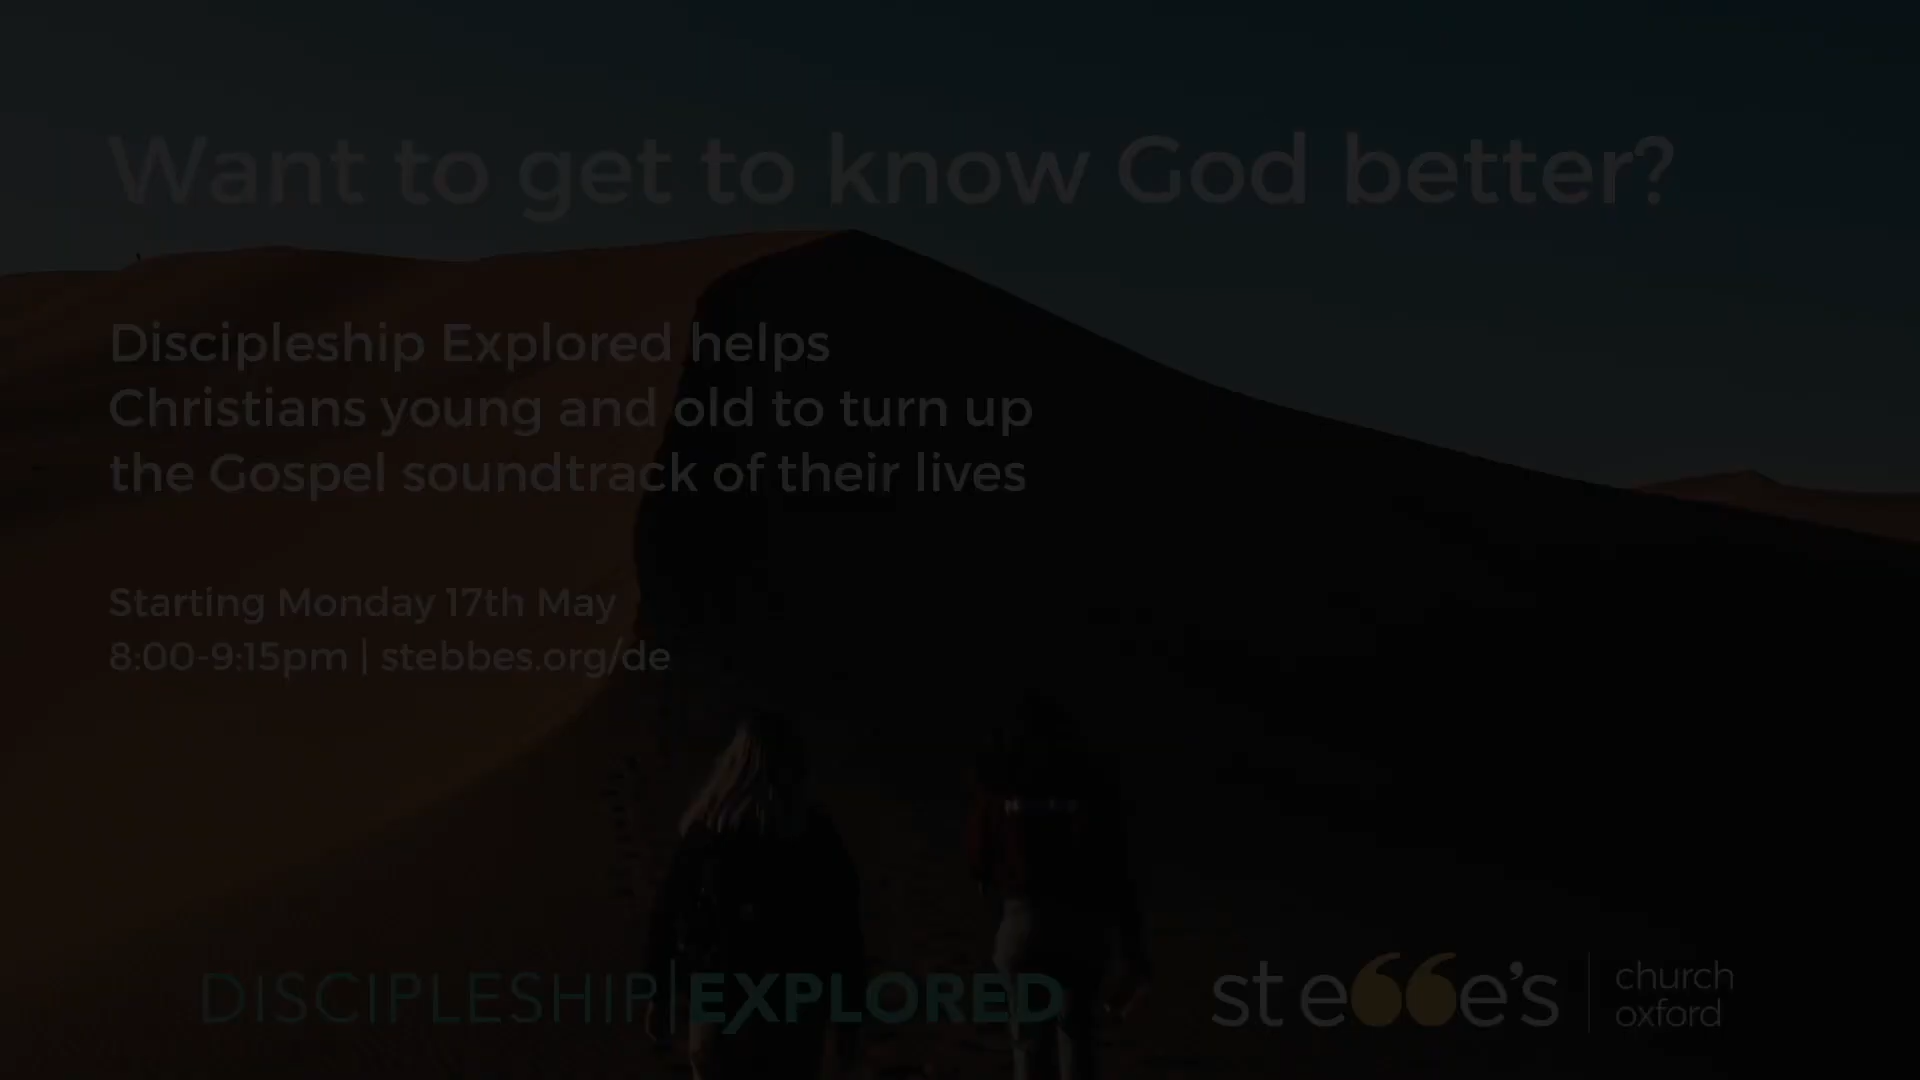 Want to get to know God better?
Discipleship Explored helps
Christians young and old to turn up
the Gospel soundtrack of their lives
Starting Monday 17th May
8:00-9:15pm | stebbes.org/de
DISCIPLESHIP|EXPLORED
st ebbe's
church
oxford